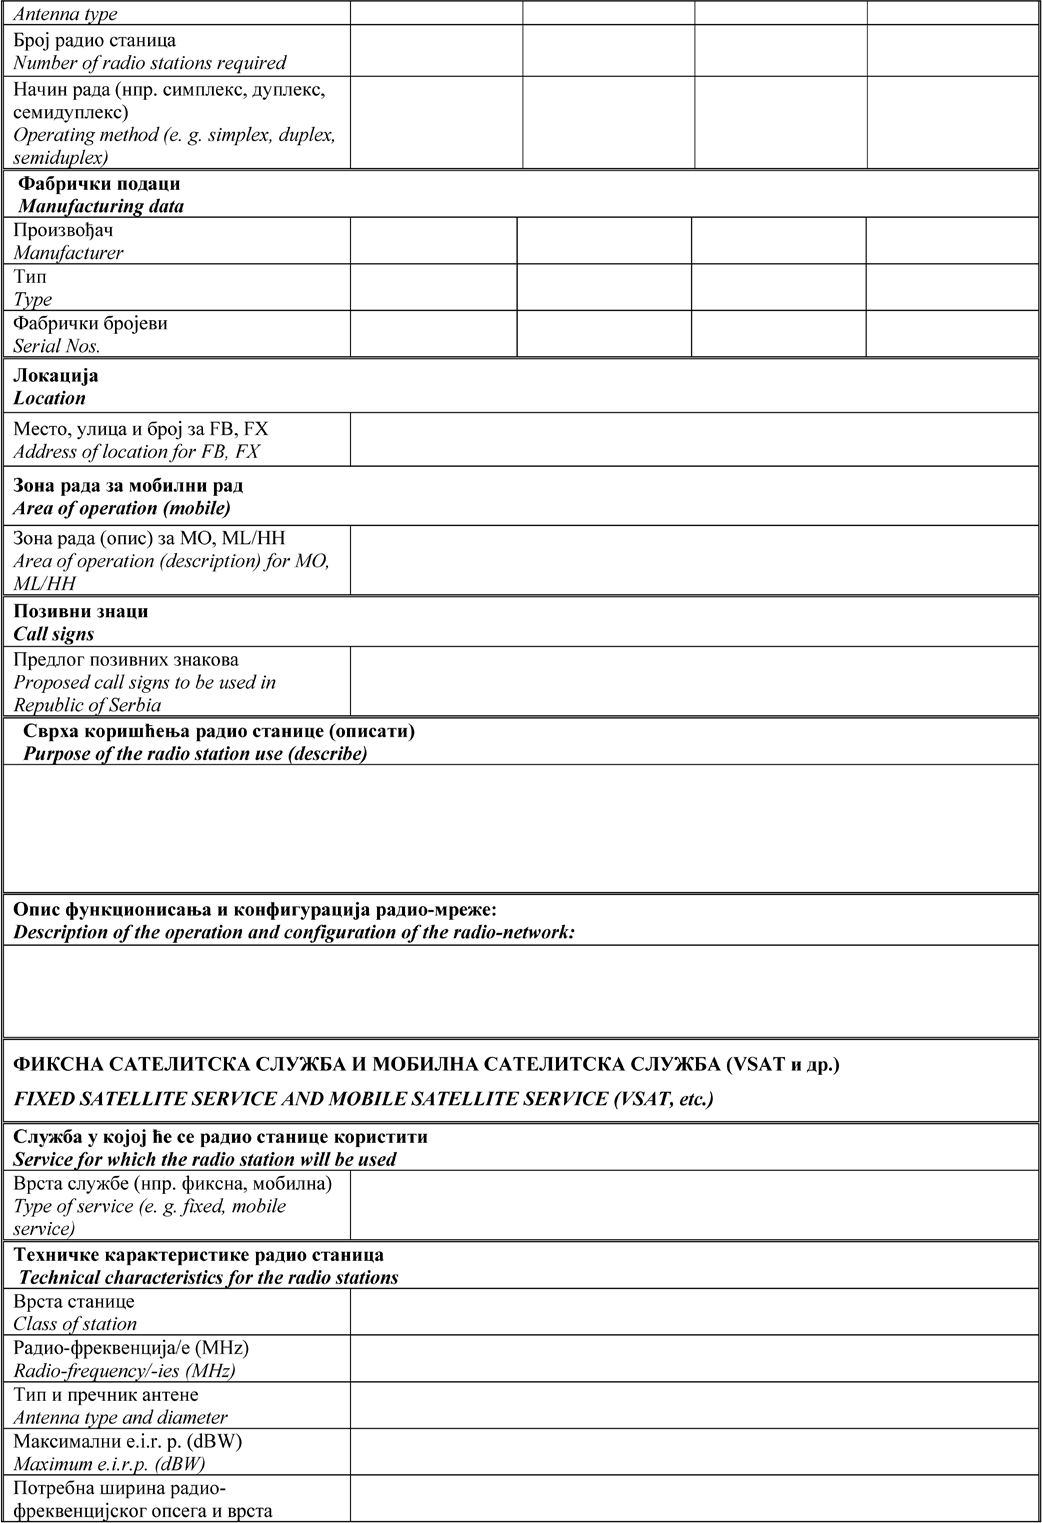 Antenna type
Број радио станица
Number of radio stations required
Начин рада (нпр. симплекс, дуплекс,
семидуплекс)
Operating method (e. g. simplex, duplex,
semiduplex)
Фабрички подаци
Manufacturing data
Произвођач
Manufacturer
Тип
Type
Фабрички бројеви
Serial Nos.
Локација
Location
Место, улица и број за FB, FX
Address of location for FB, FX
Зона рада за мобилни рад
Area of operation (mobile)
Зона рада (опис) за MO, ML/HH
Area of operation (description) for MO,
ML/HH
Позивни знаци
Call signs
Предлог позивних знакова
Proposed call signs to be used in
Republic of Serbia
Сврха коришћења радио станице (описати)
Purpose of the radio station use (describe)
Опис функционисања и конфигурација радио-мреже:
Description of the operation and configuration of the radio-network:
ФИКСНА САТЕЛИТСКА СЛУЖБА И МОБИЛНА САТЕЛИТСКА СЛУЖБА (VSAT и др.)
FIXED SATELLITE SERVICE AND MOBILE SATELLITE SERVICE (VSAT, etc.)
Служба у којој ће се радио станице користити
Service for which the radio station will be used
Врста службе (нпр. фиксна, мобилна)
Type of service (e. g. fixed, mobile
service)
Техничке карактеристике радио станица
Technical characteristics for the radio stations
Врста станице
Class of station
Радио-фреквенција/е (MHz)
Radio-frequency/-ies (MHz)
Тип и пречник антене
Antenna type and diameter
Максимални e.i.r. p. (dBW)
Maximum e.i.r.p. (dBW)
Потребна ширина радио-
фреквенцијског опсега и врста